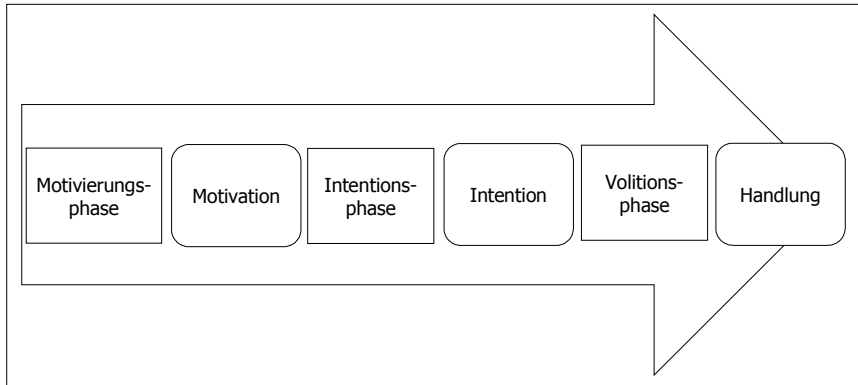 Motivierungs-
phase
Motivation
Intentions-
phase
Intention
Volitions-
phase
Handlung